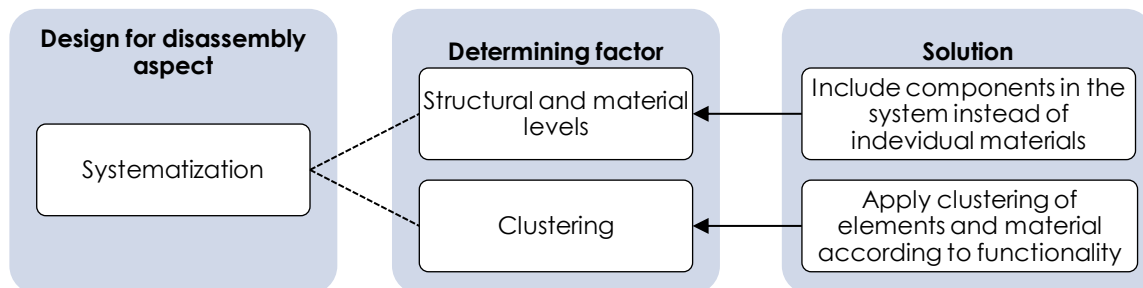 Design for disassembly
aspect
Systematization
Determining factor
Structural and material
levels
Clustering
Solution
Include components in the
system instead of
indevidual materials
Apply clustering of
elements and material
according to functionality